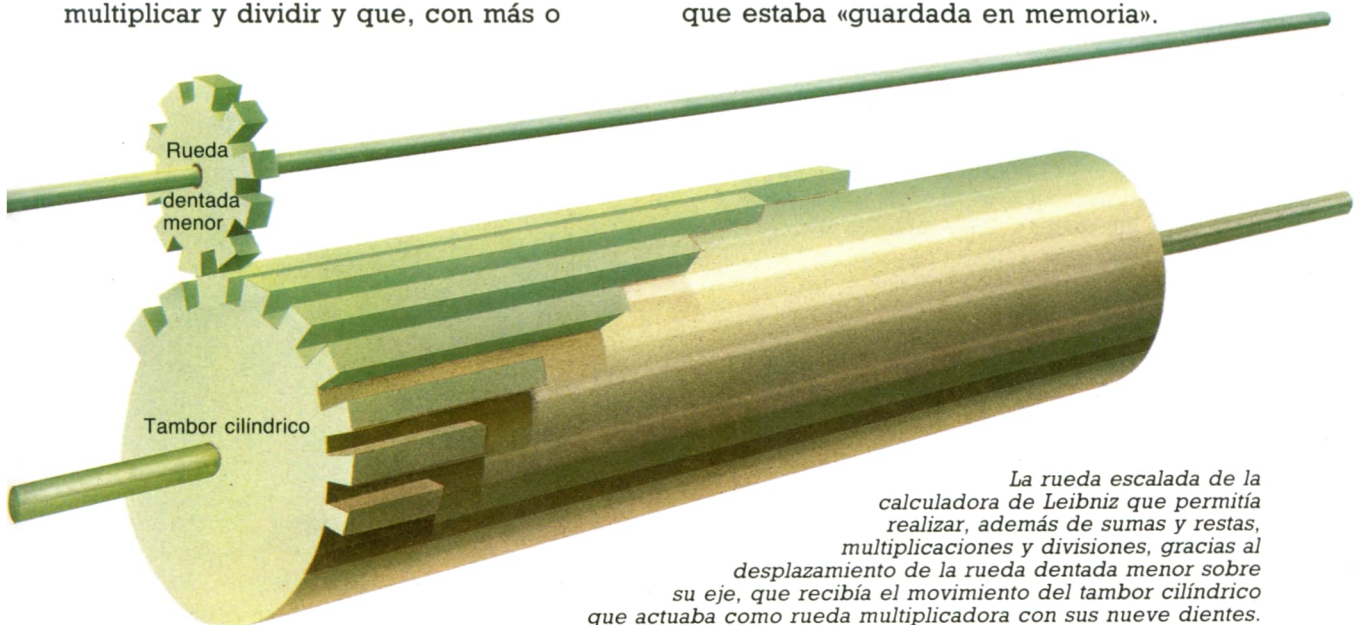 multiplicar y dividir y que, con más o
que estaba «guardada en memoria».
Rueda
dentada
menor
Tambor cilíndrico
La rueda escalada de la
calculadora de Leibniz que permitía
realizar, además de sumas y restas,
multiplicaciones y divisiones, gracias al
desplazamiento de la rueda dentada menor sobre
su eje, que recibía el movimiento del tambor cilíndrico
que actuaba como rueda multiplicadora con sus nueve dientes.